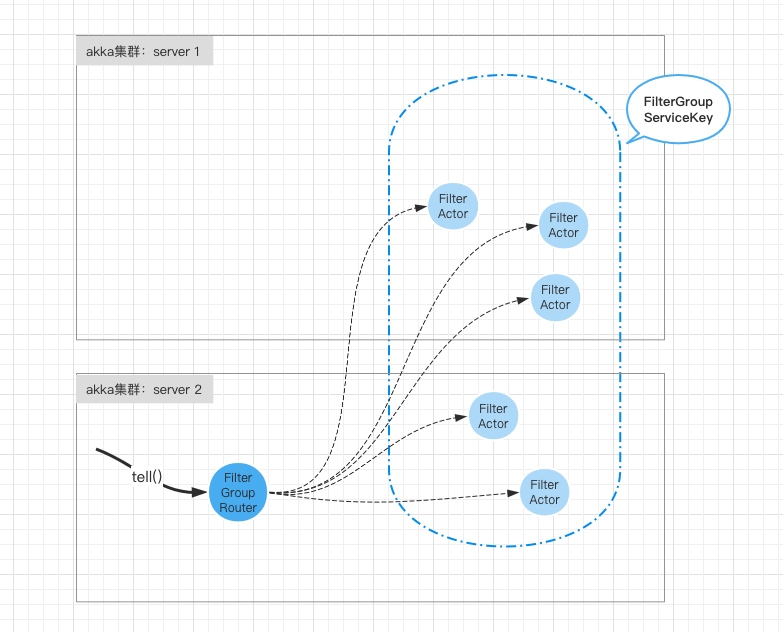 akka集群：server 1
FilterGroup
ServiceKey
Filter
Actor
Filter
Actor
Filter
Actor
akka集群：server 2
Filter
Actor
tell()
Filter
Group
Router
Filter
Actor